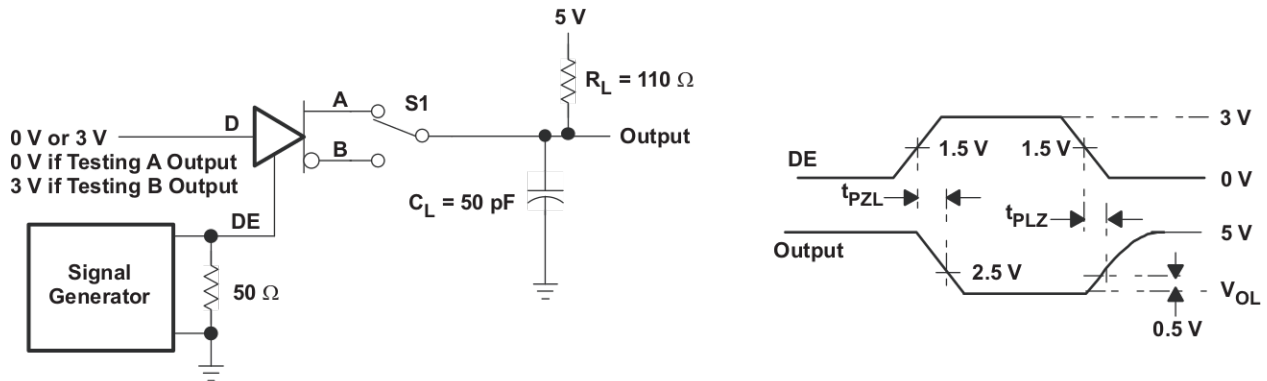 5 V
R_L = 110 Ω
A
S1
D
0 V or 3 V
Output
0 V if Testing A Output
B
3 V if Testing B Output
C_L = 50 pF
DE
Signal
Generator
50 Ω
3 V
1.5 V
1.5 V
DE
0 V
t_PZL
t_PLZ
5 V
Output
2.5 V
V_OL
0.5 V